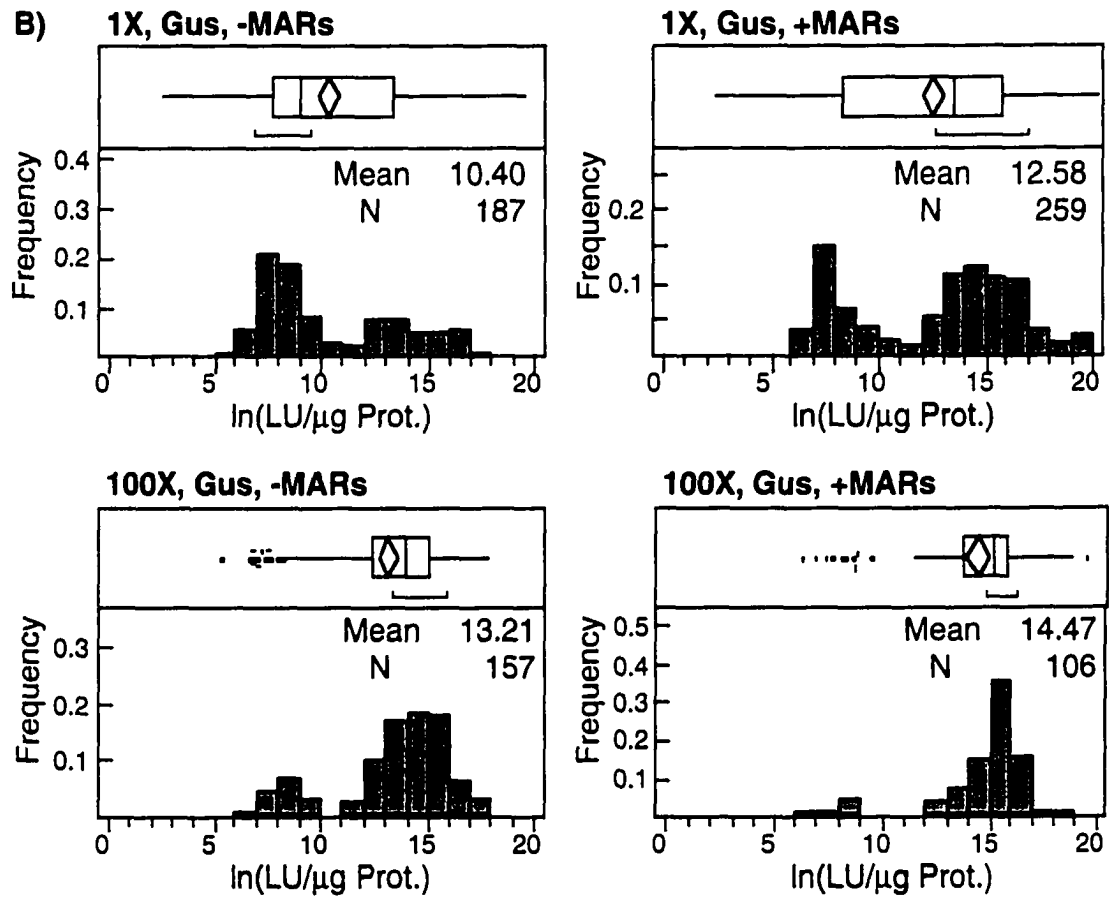 B) 1X, Gus, -MARs
Mean 10.40
N 187
Frequency
0.4
0.3
0.2
0.1
0 5 10 15 20
ln(LU/µg Prot.)
1X, Gus, +MARs
Mean 12.58
N 259
Frequency
0.2
0.1
0 5 10 15 20
ln(LU/µg Prot.)
100X, Gus, -MARs
Mean 13.21
N 157
Frequency
0.3
0.2
0.1
0 5 10 15 20
ln(LU/µg Prot.)
100X, Gus, +MARs
Mean 14.47
N 106
Frequency
0.5
0.4
0.3
0.2
0.1
0 5 10 15 20
ln(LU/µg Prot.)